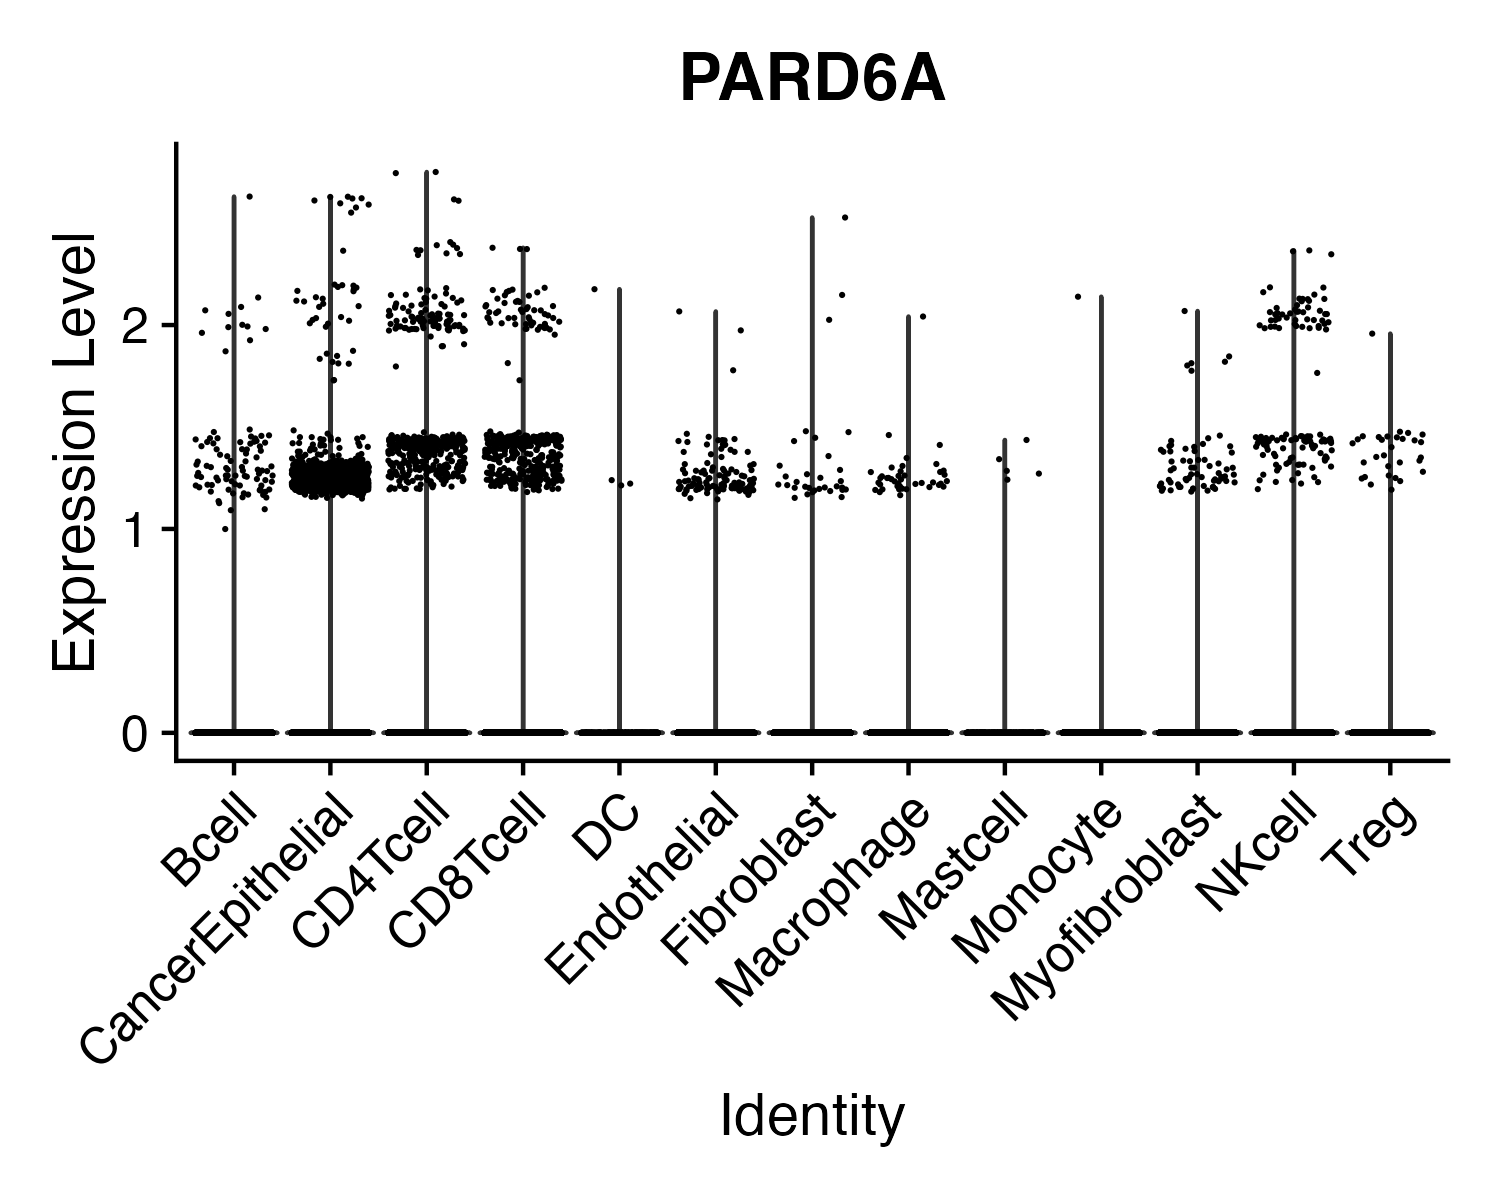 PARD6A
Expression Level
2
1
0
Bcell
CancerEpithelial
CD4Tcell
CD8Tcell
DC
Endothelial
Fibroblast
Macrophage
Mastcell
Monocyte
Myofibroblast
NKcell
Treg
Identity